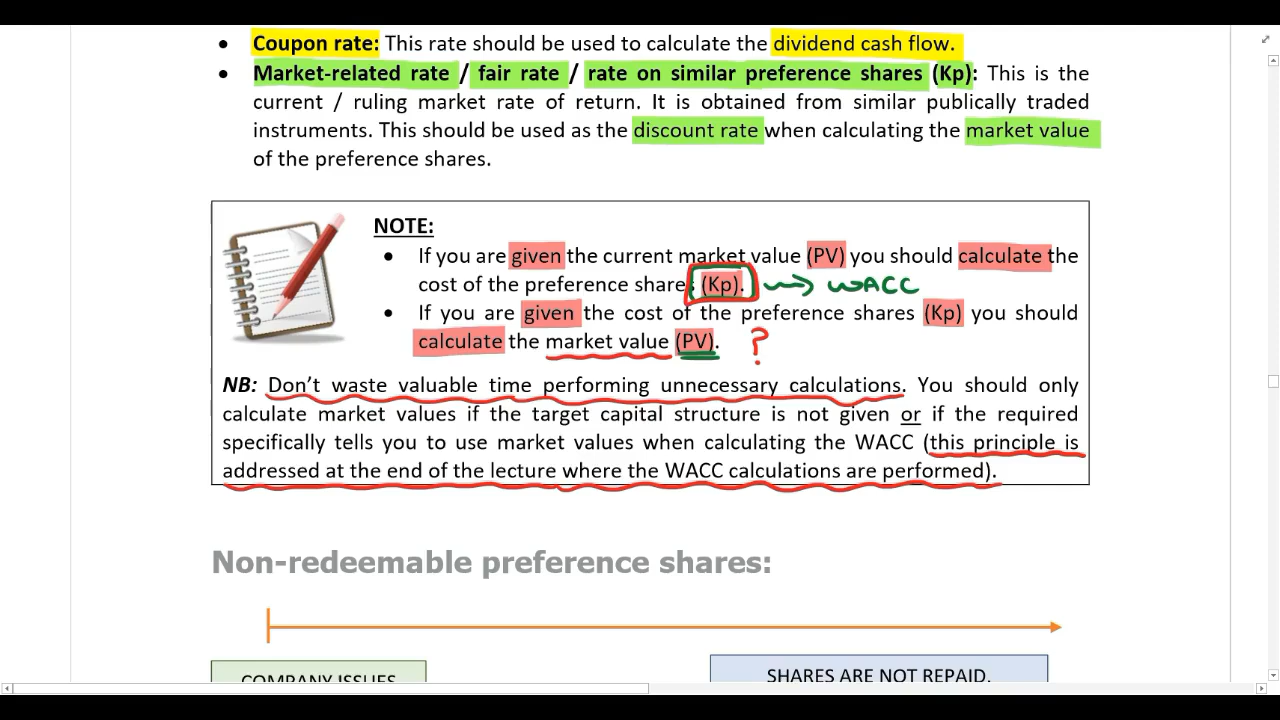 • Coupon rate: This rate should be used to calculate the dividend cash flow.
• Market-related rate / fair rate / rate on similar preference shares (Kp): This is the
current / ruling market rate of return. It is obtained from similar publically traded
instruments. This should be used as the discount rate when calculating the market value
of the preference shares.
NOTE:
• If you are given the current market value (PV) you should calculate the
cost of the preference shares (Kp). → WACC
• If you are given the cost of the preference shares (Kp) you should
calculate the market value (PV). ?
NB: Don't waste valuable time performing unnecessary calculations. You should only
calculate market values if the target capital structure is not given or if the required
specifically tells you to use market values when calculating the WACC (this principle is
addressed at the end of the lecture where the WACC calculations are performed).
Non-redeemable preference shares:
COMPANY ISSUES
SHARES ARE NOT REPAID.